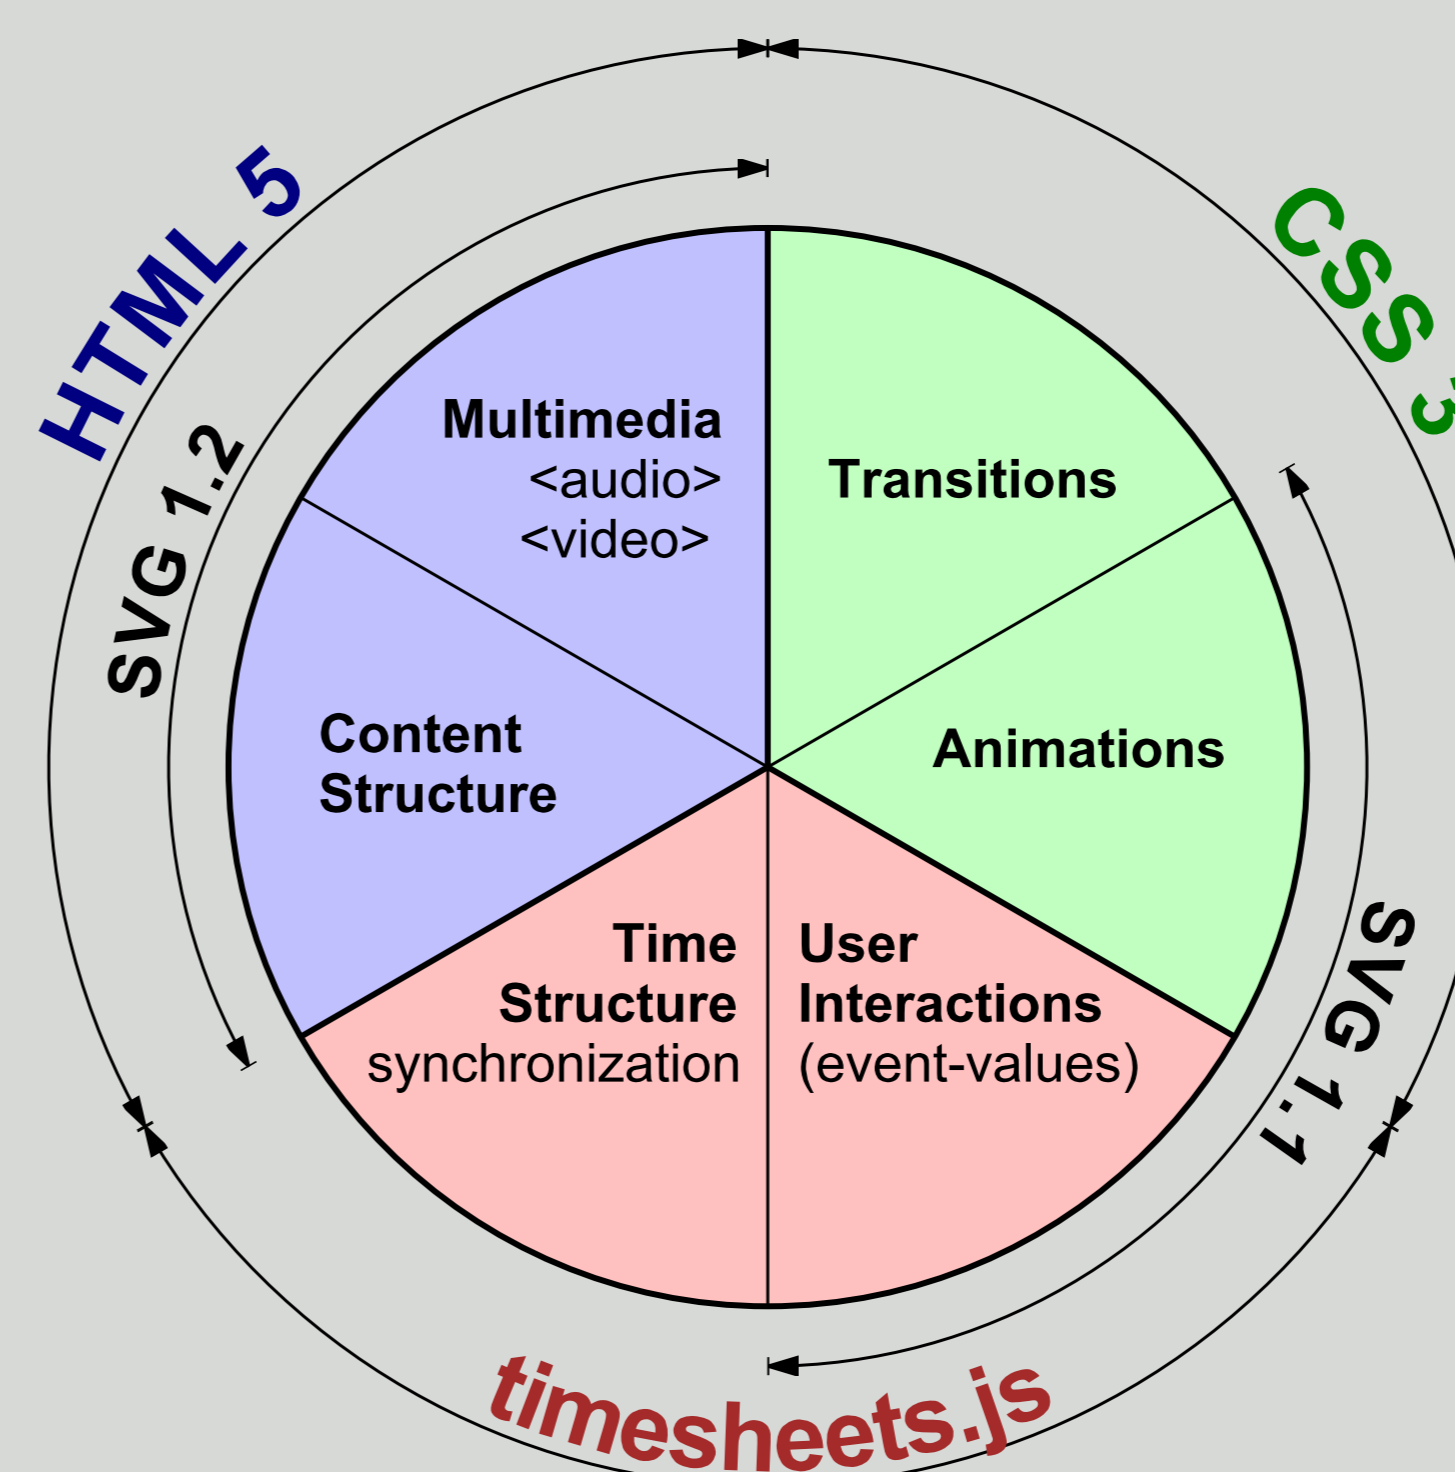 HTML 5
CSS 3
SVG 1.2
Multimedia
<audio>
<video>
Transitions
Content
Structure
Animations
Time
Structure
synchronization
User
Interactions
(event-values)
SVG 1.1
timesheets.js